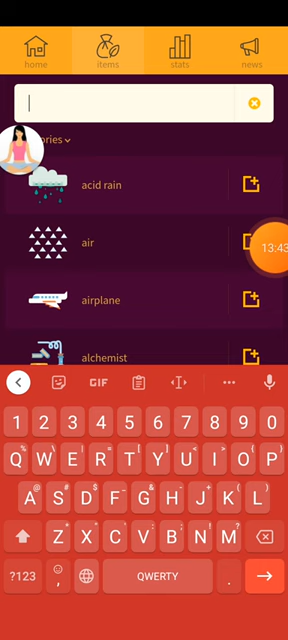 home items stats news
ories
acid rain
air
13:43
airplane
alchemist
GIF
1 2 3 4 5 6 7 8 9 0
Q% W\ E| R= T[ Y] U< I> O{ P}
A@ S# D$ F- G& H- J+ K( L)
Z* X" C' V: B; N! M?
?123 , QWERTY .